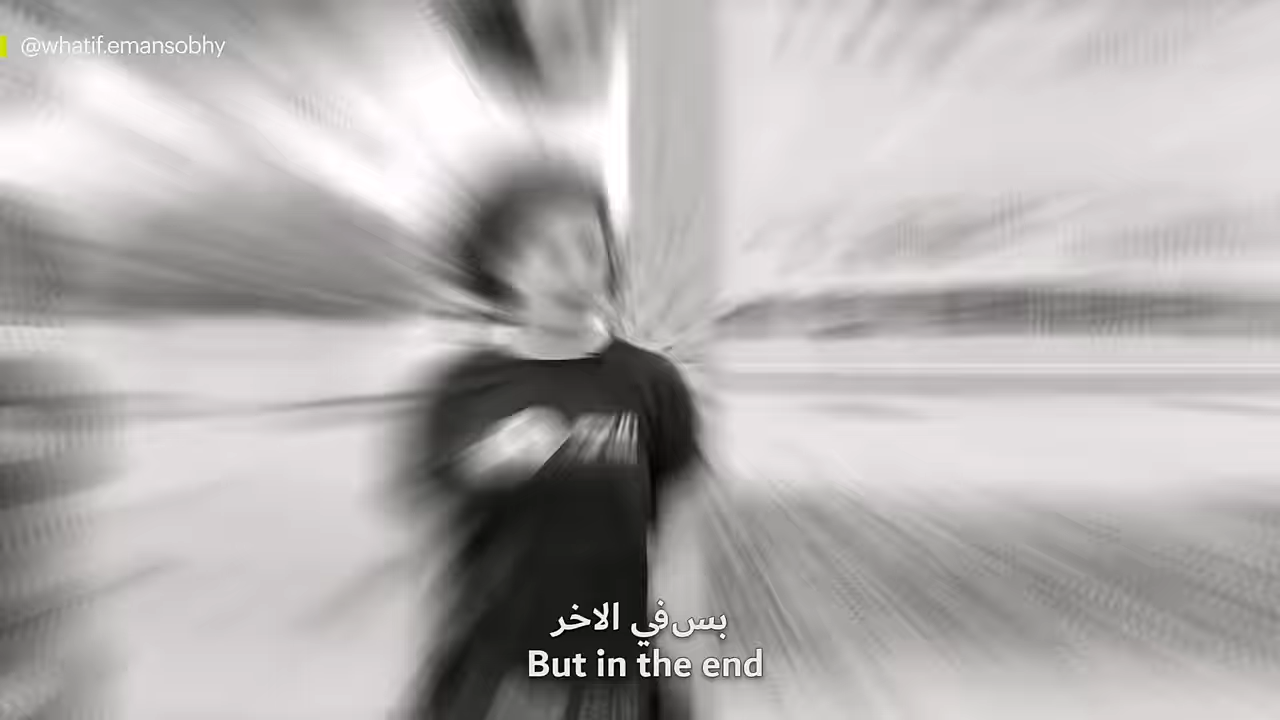 @whatif.emansobhy
بس في الاخر
But in the end